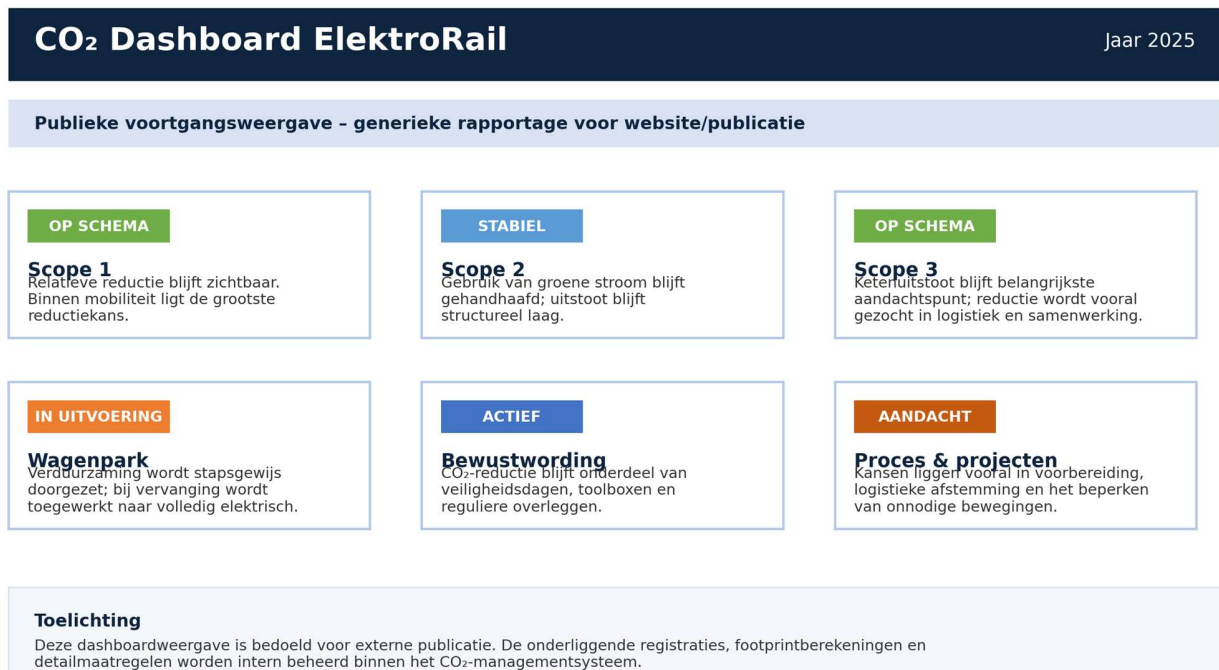 CO₂ Dashboard ElektroRail
Jaar 2025
Publieke voortgangsweergave – generieke rapportage voor website/publicatie
OP SCHEMA
Scope 1
Relatieve reductie blijft zichtbaar.
Binnen mobiliteit ligt de grootste
reductiekans.
STABIEL
Scope 2
Gebruik van groene stroom blijft
gehandhaafd; uitstoot blijft
structureel laag.
OP SCHEMA
Scope 3
Ketenuitstoot blijft belangrijkste
aandachtspunt; reductie wordt vooral
gezocht in logistiek en samenwerking.
IN UITVOERING
Wagenpark
Verduurzaming wordt stapsgewijs
doorgezet; bij vervanging wordt
toegewerkt naar volledig elektrisch.
ACTIEF
Bewustwording
CO₂-reductie blijft onderdeel van
veiligheidsdagen, toolboxen en
reguliere overleggen.
AANDACHT
Proces & projecten
Kansen liggen vooral in voorbereiding,
logistieke afstemming en het beperken
van onnodige bewegingen.
Toelichting
Deze dashboardweergave is bedoeld voor externe publicatie. De onderliggende registraties, footprintberekeningen en
detailmaatregelen worden intern beheerd binnen het CO₂-managementsysteem.